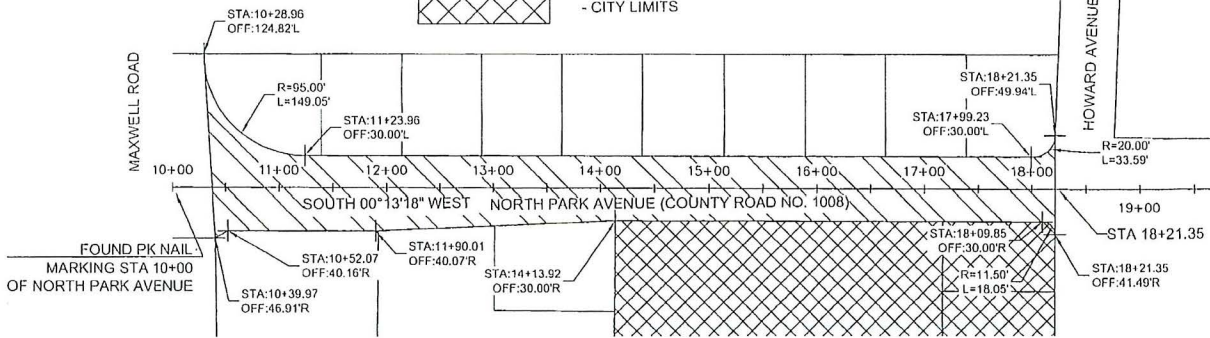 - CITY LIMITS
STA:10+28.96
OFF:124.82'L
MAXWELL ROAD
R=95.00'
L=149.05'
STA:11+23.96
OFF:30.00'L
STA:18+21.35
OFF:49.94'L
STA:17+99.23
OFF:30.00'L
HOWARD AVENUE
R=20.00'
L=33.59'
10+00
11+00
12+00
13+00
14+00
15+00
16+00
17+00
18+00
19+00
SOUTH 00°13'18" WEST NORTH PARK AVENUE (COUNTY ROAD NO. 1008)
STA 18+21.35
FOUND PK NAIL
MARKING STA 10+00
OF NORTH PARK AVENUE
STA:10+52.07
OFF:40.16'R
STA:10+39.97
OFF:46.91'R
STA:11+90.01
OFF:40.07'R
STA:14+13.92
OFF:30.00'R
STA:18+09.85
OFF:30.00'R
R=11.50'
L=18.05'
STA:18+21.35
OFF:41.49'R